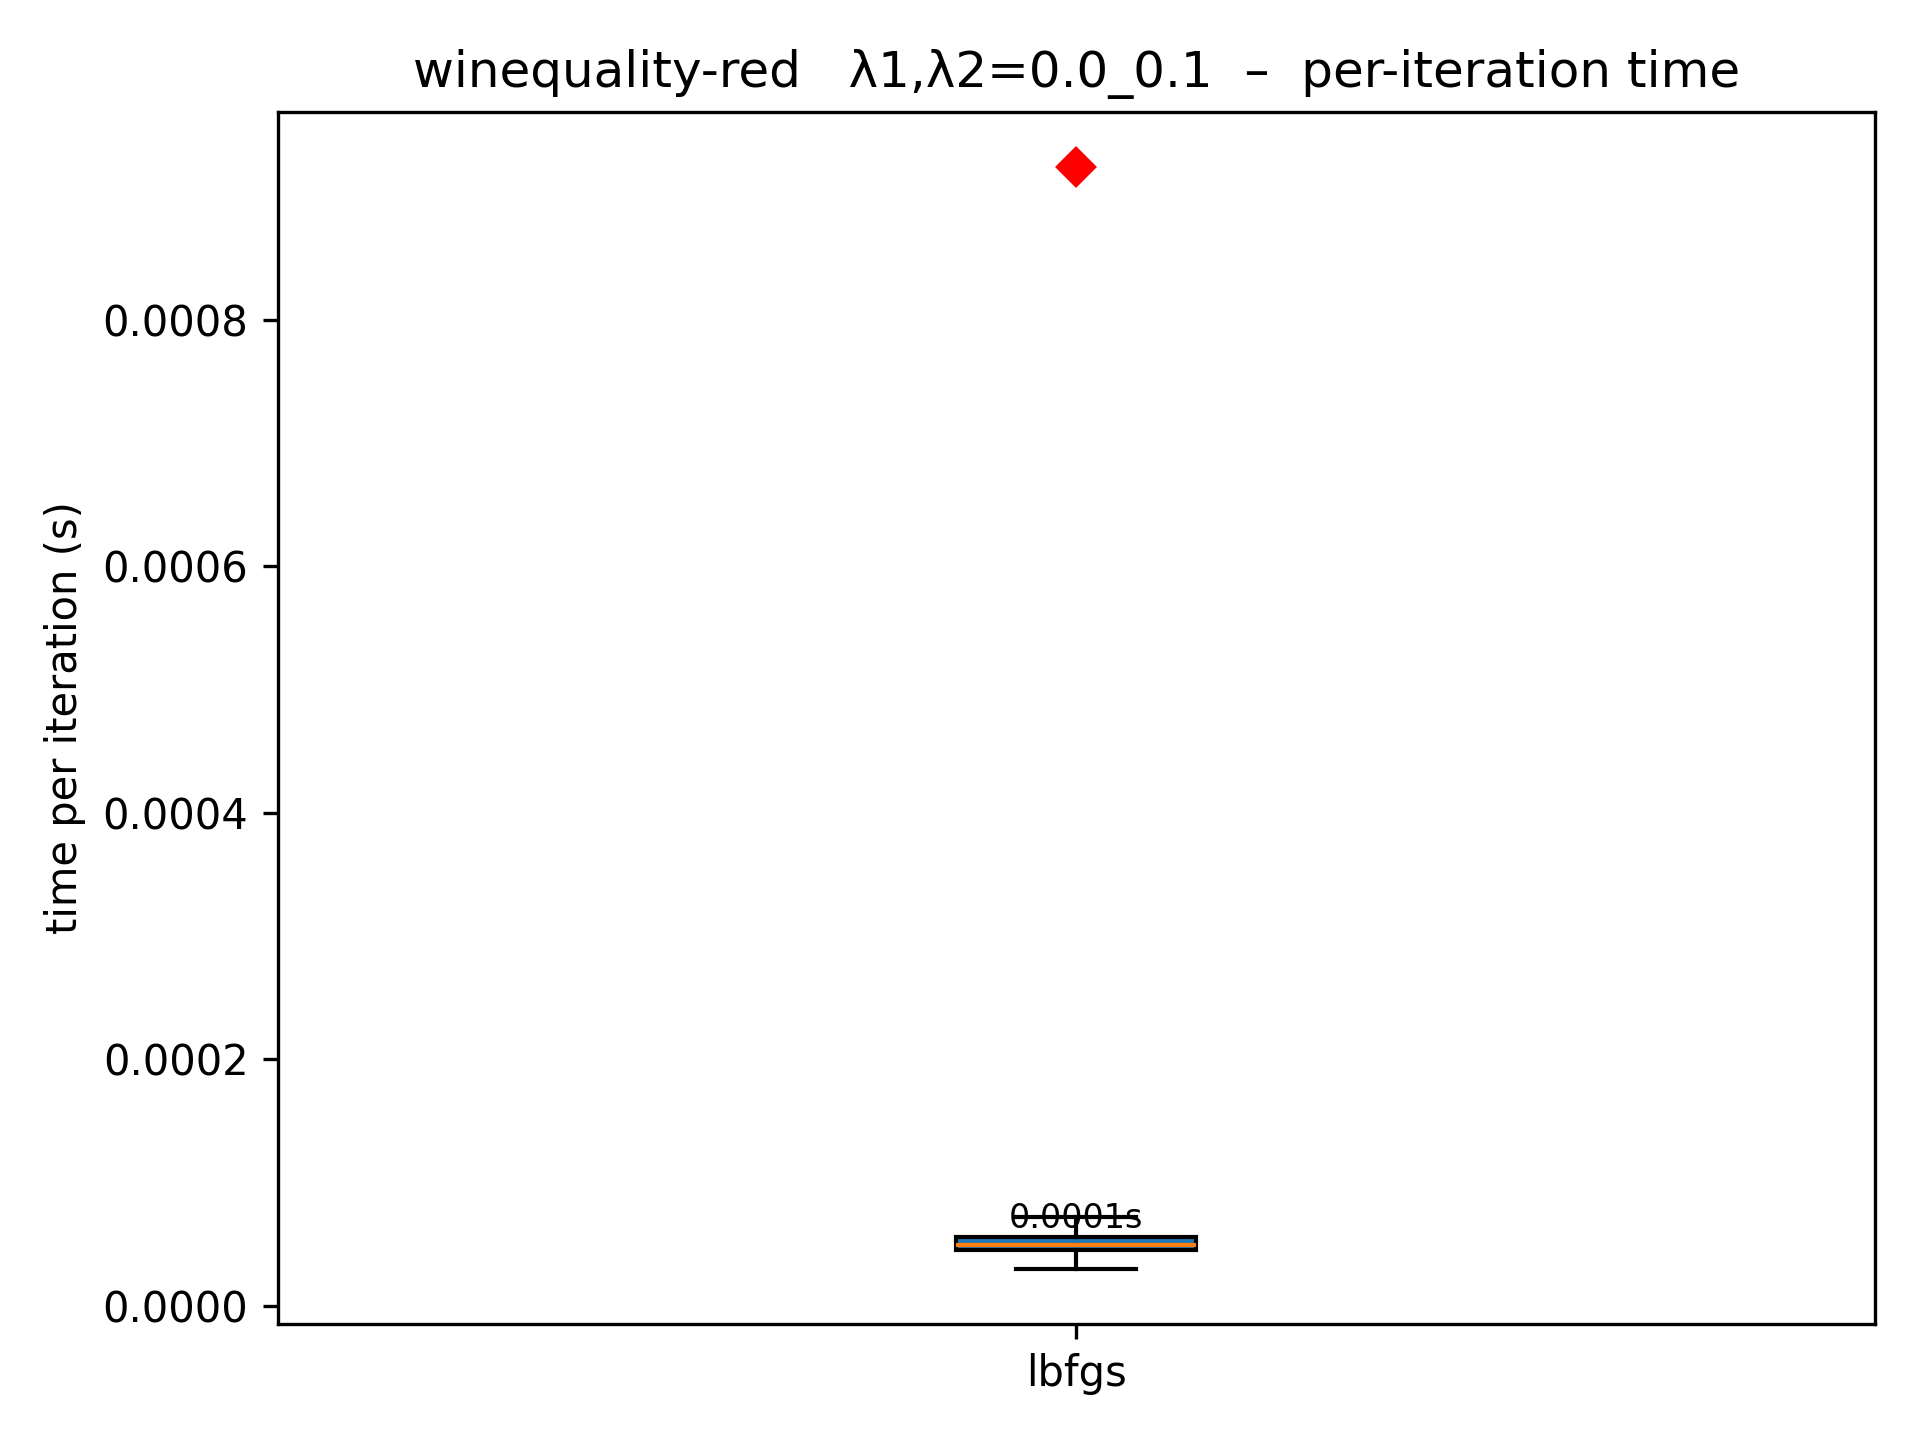 winequality-red   λ1,λ2=0.0_0.1  –  per-iteration time
time per iteration (s)
0.0008
0.0006
0.0004
0.0002
0.0000
0.0001s
lbfgs